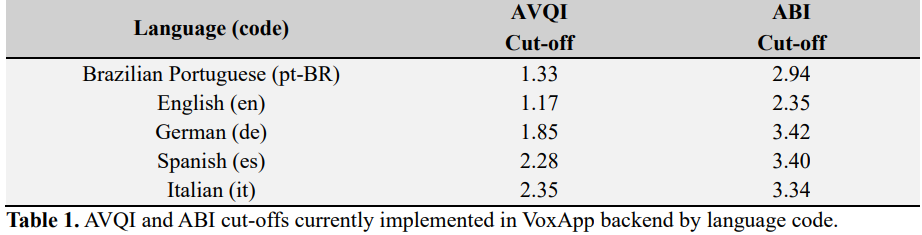 Language (code) AVQI Cut-off ABI Cut-off
Brazilian Portuguese (pt-BR) 1.33 2.94
English (en) 1.17 2.35
German (de) 1.85 3.42
Spanish (es) 2.28 3.40
Italian (it) 2.35 3.34
Table 1. AVQI and ABI cut-offs currently implemented in VoxApp backend by language code.